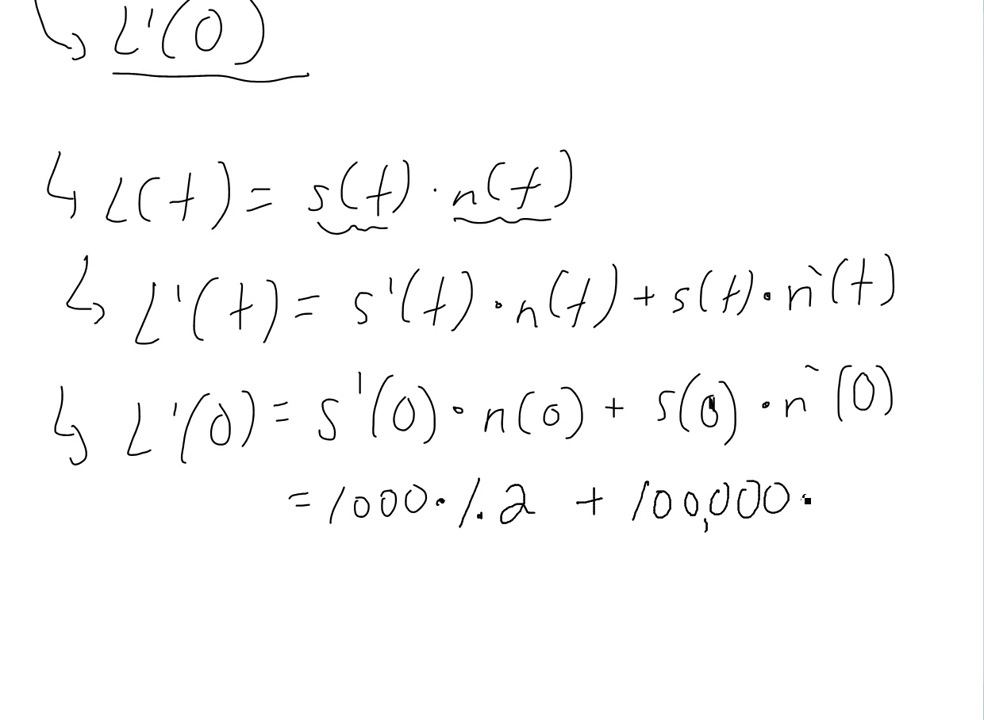 ↳ L'(0)
↳ L(t) = s(t) · n(t)
↳ L'(t) = s'(t) · n(t) + s(t) · n`(t)
↳ L'(0) = s'(0) · n(0) + s(0) · n`(0)
= 1000 · 1.2 + 100,000 ·